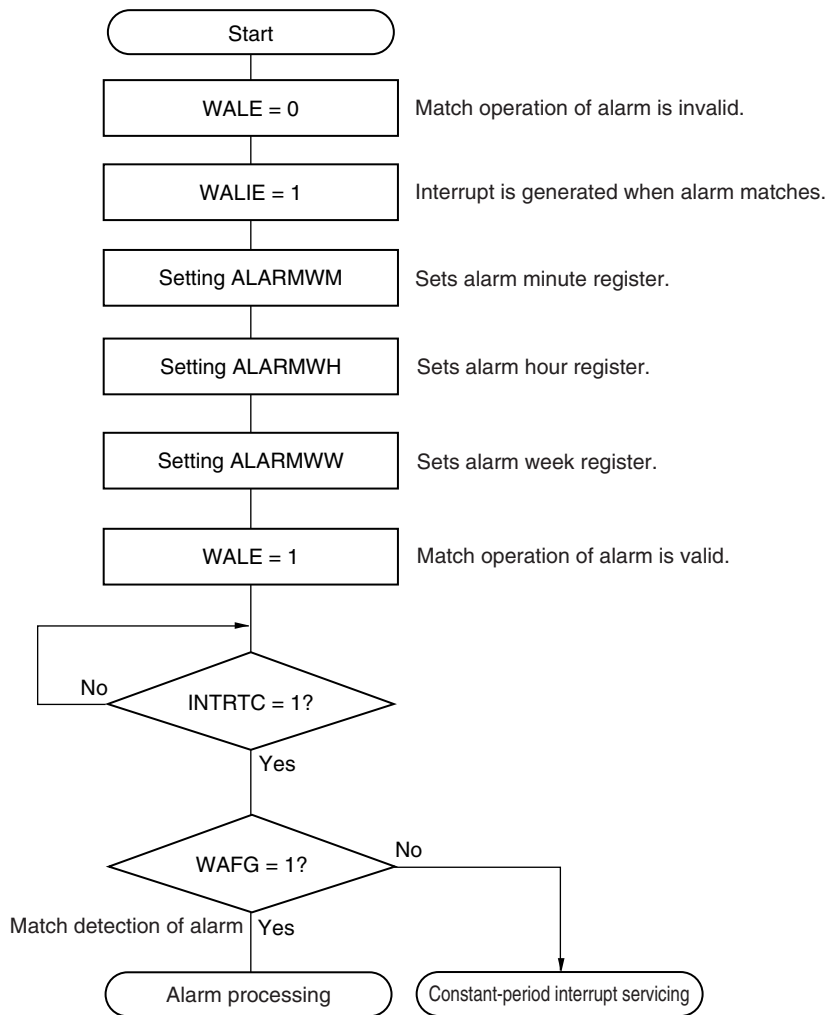 Start
WALE = 0
Match operation of alarm is invalid.
WALIE = 1
Interrupt is generated when alarm matches.
Setting ALARMWM
Sets alarm minute register.
Setting ALARMWH
Sets alarm hour register.
Setting ALARMWW
Sets alarm week register.
WALE = 1
Match operation of alarm is valid.
No
INTRTC = 1?
Yes
WAFG = 1?
No
Match detection of alarm
Yes
Alarm processing
Constant-period interrupt servicing